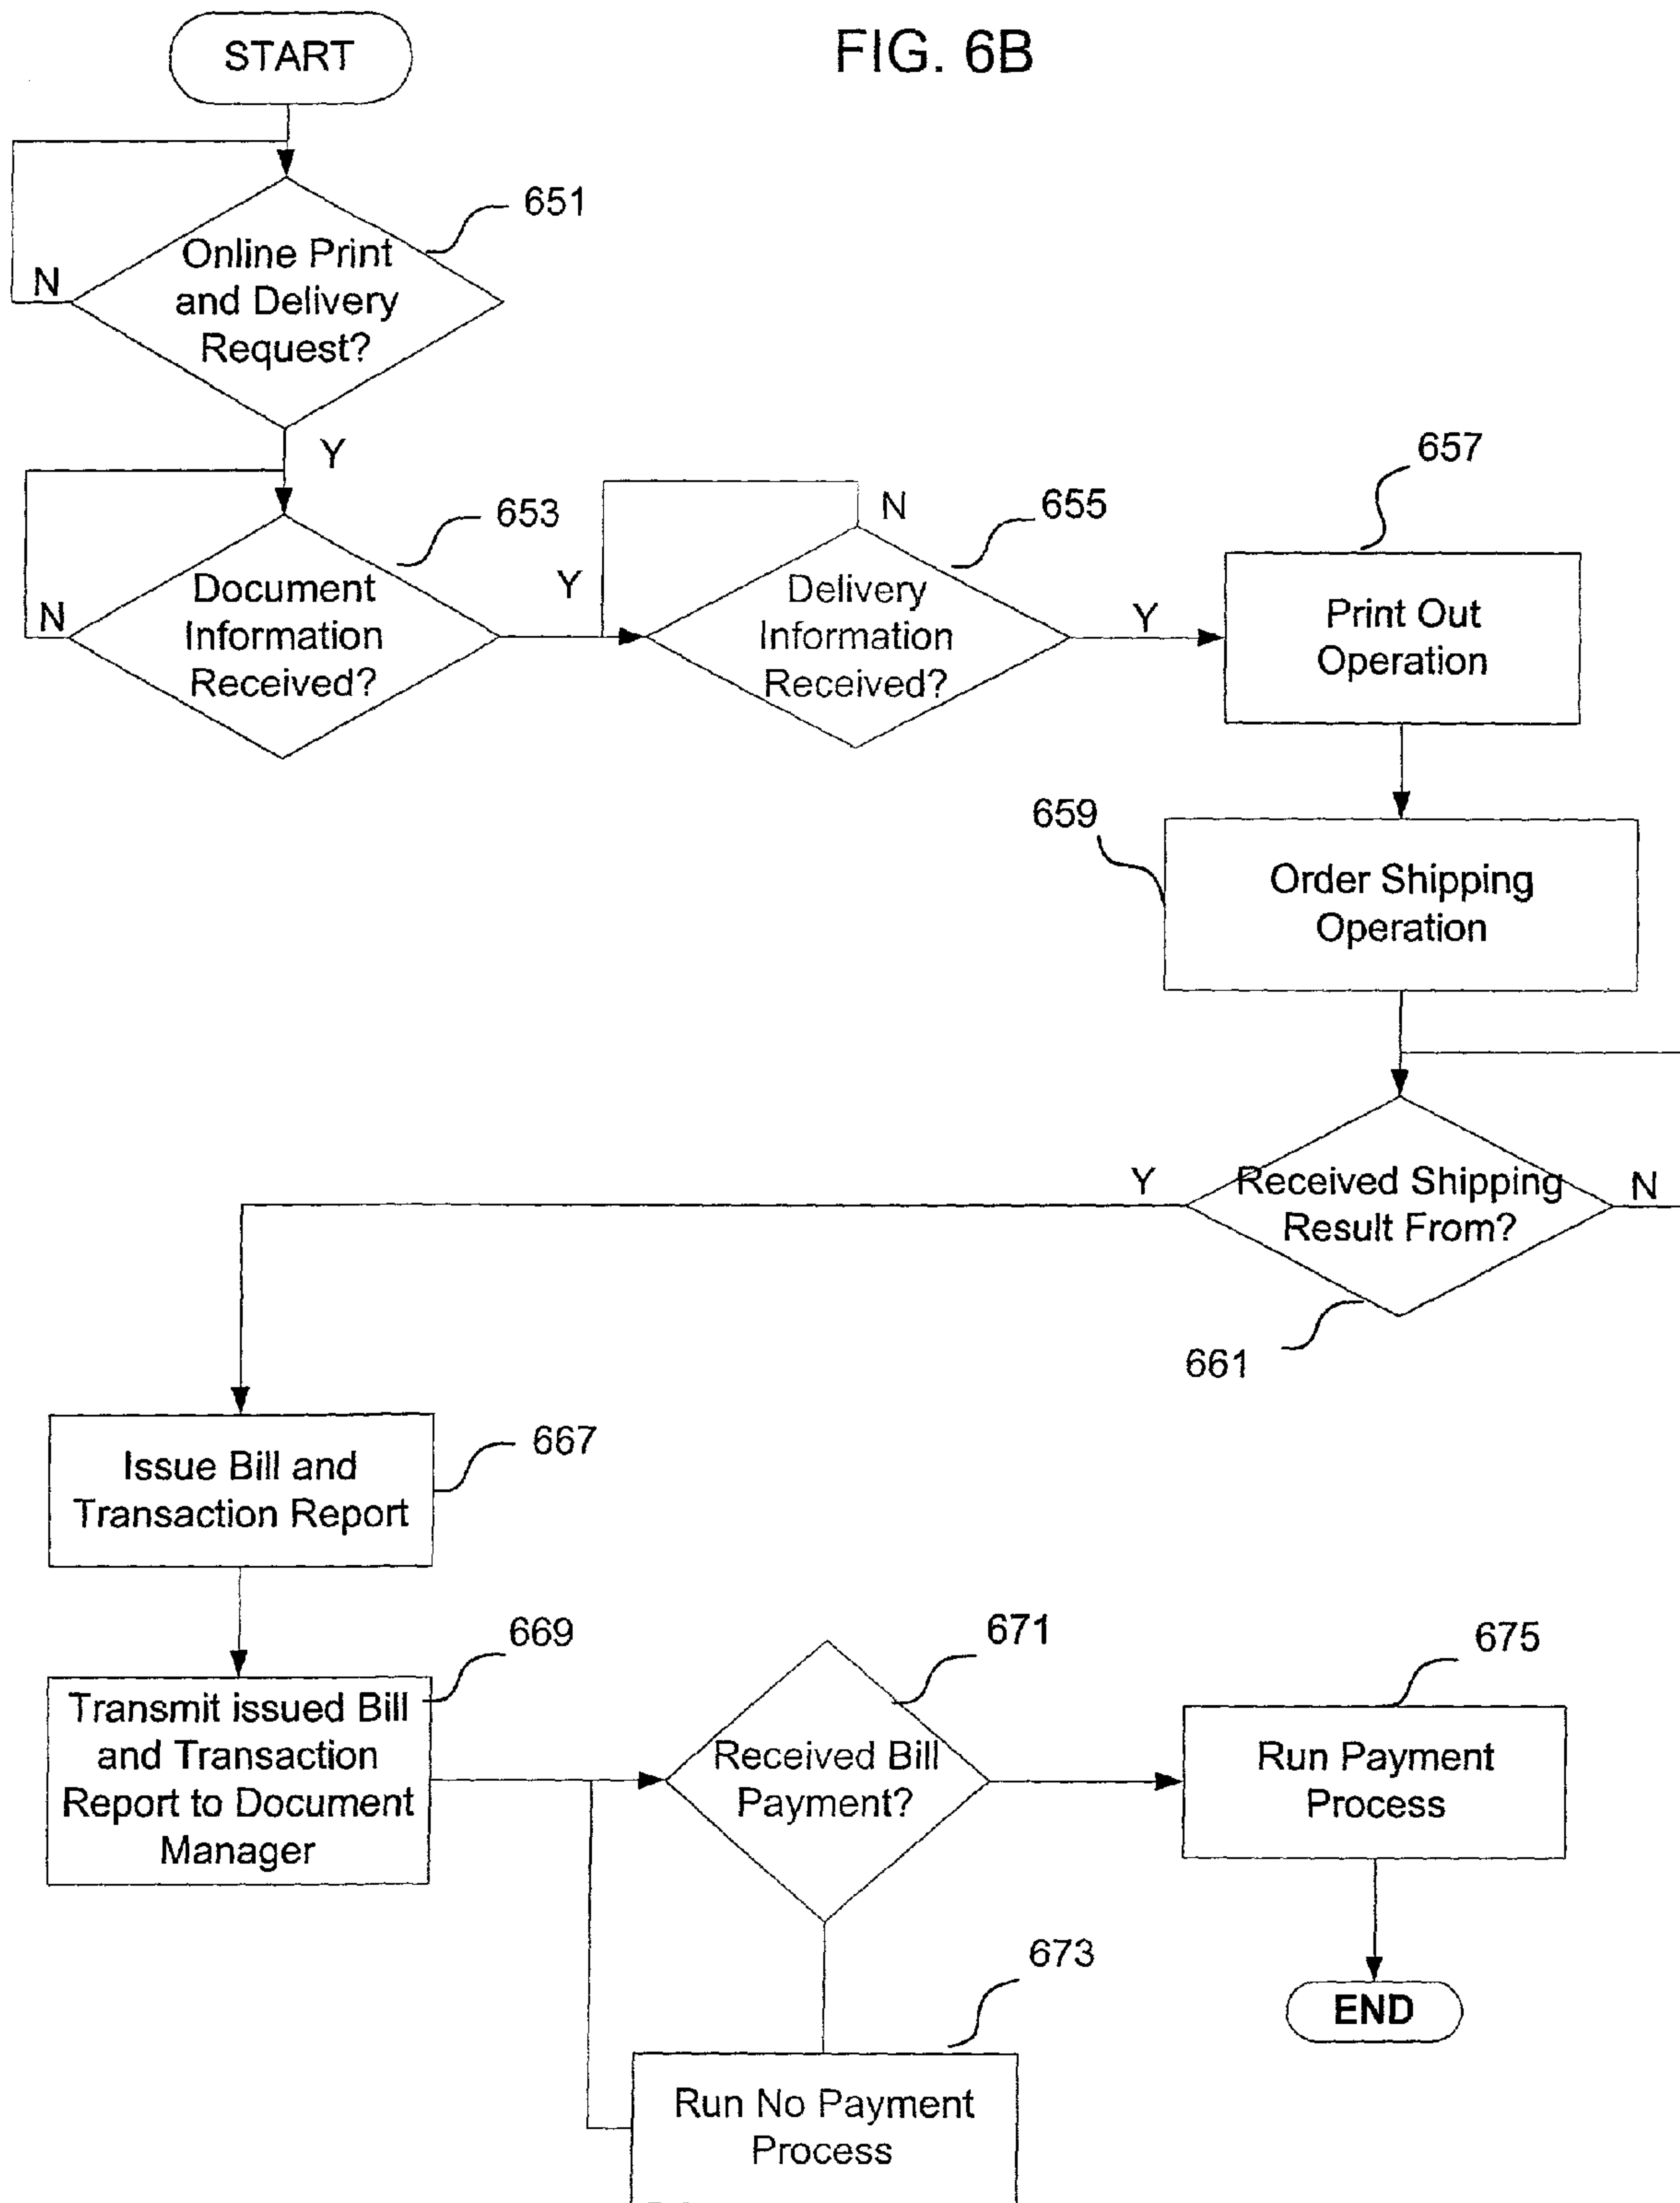 FIG. 6B
START
651
Online Print
and Delivery
Request?
N
Y
653
Document
Information
Received?
N
Y
655
Delivery
Information
Received?
N
Y
657
Print Out
Operation
659
Order Shipping
Operation
Received Shipping
Result From?
Y
N
661
667
Issue Bill and
Transaction Report
669
Transmit issued Bill
and Transaction
Report to Document
Manager
671
Received Bill
Payment?
675
Run Payment
Process
673
Run No Payment
Process
END